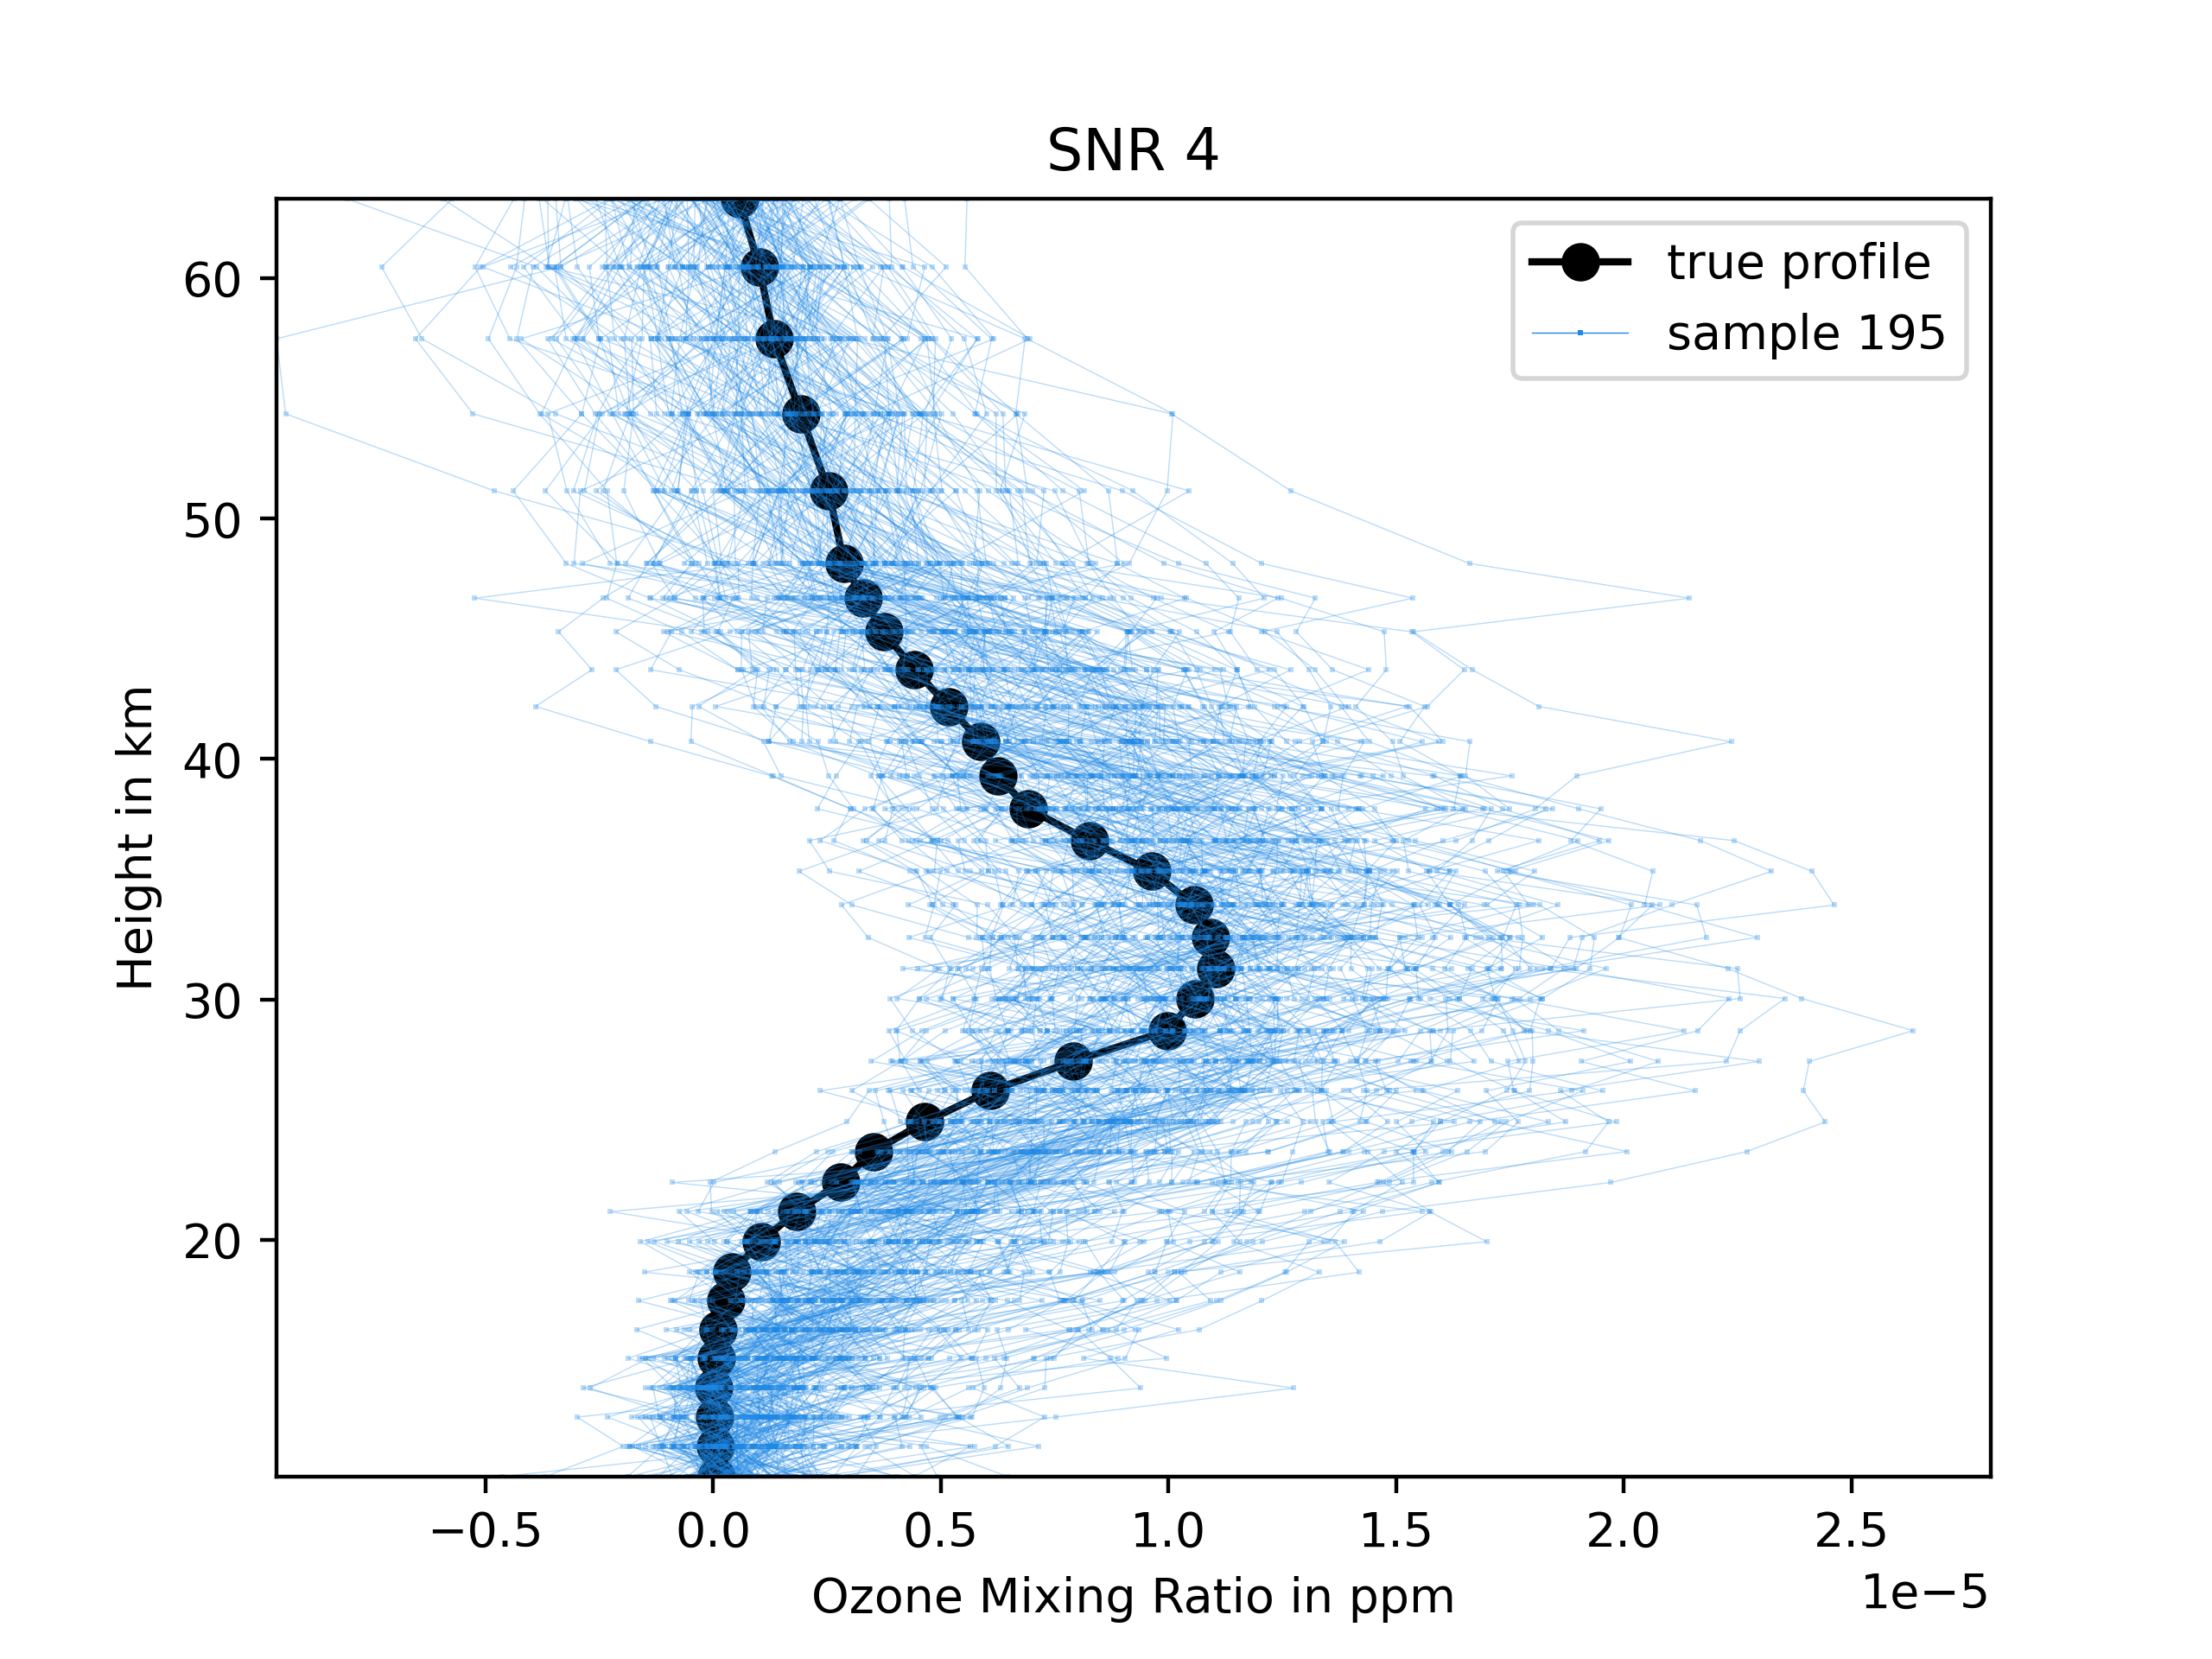 SNR 4
true profile
sample 195
Height in km
60
50
40
30
20
−0.5 0.0 0.5 1.0 1.5 2.0 2.5
1e−5
Ozone Mixing Ratio in ppm